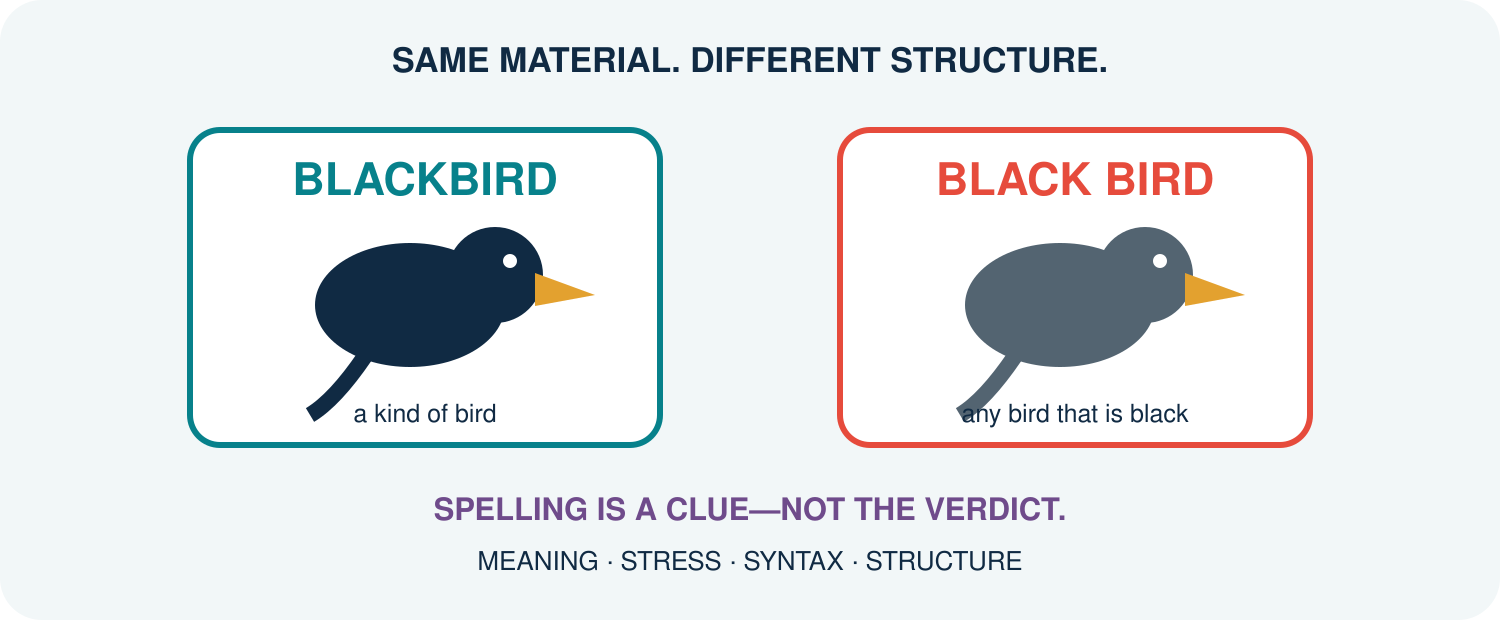 SAME MATERIAL. DIFFERENT STRUCTURE.
BLACKBIRD
a kind of bird
BLACK BIRD
any bird that is black
SPELLING IS A CLUE—NOT THE VERDICT.
MEANING · STRESS · SYNTAX · STRUCTURE